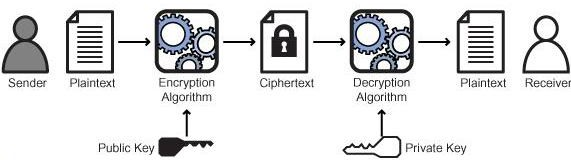 Sender
Plaintext
Encryption
Algorithm
Ciphertext
Decryption
Algorithm
Plaintext
Receiver
Public Key
Private Key